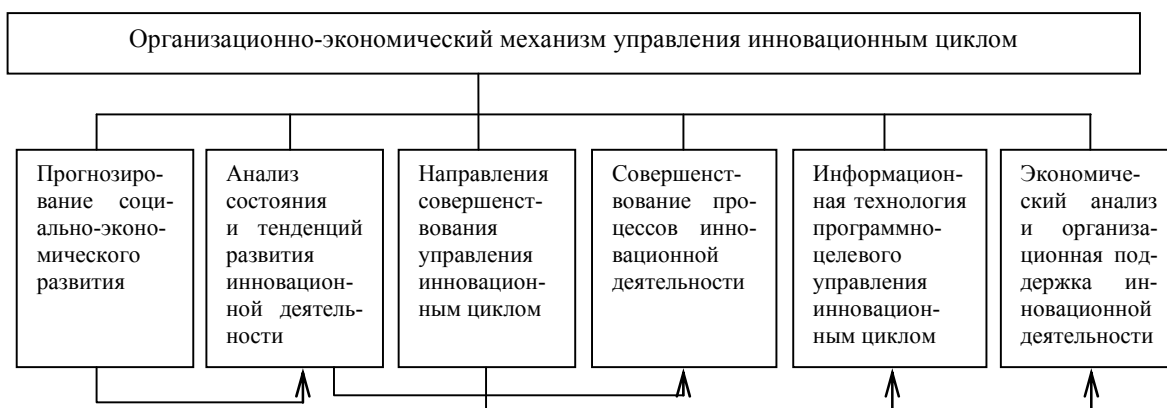 Организационно-экономический механизм управления инновационным циклом
Прогнозиро-
вание соци-
ально-эконо-
мического
развития
Анализ
состояния
и тенденций
развития
инновацион-
ной деятель-
ности
Направления
совершенст-
вования
управления
инновацион-
ным циклом
Совершенст-
вование про-
цессов инно-
вационной
деятельности
Информацион-
ная технология
программно-
целевого
управления
инновацион-
ным циклом
Экономиче-
ский анализ
и организа-
ционная под-
держка ин-
новационной
деятельности